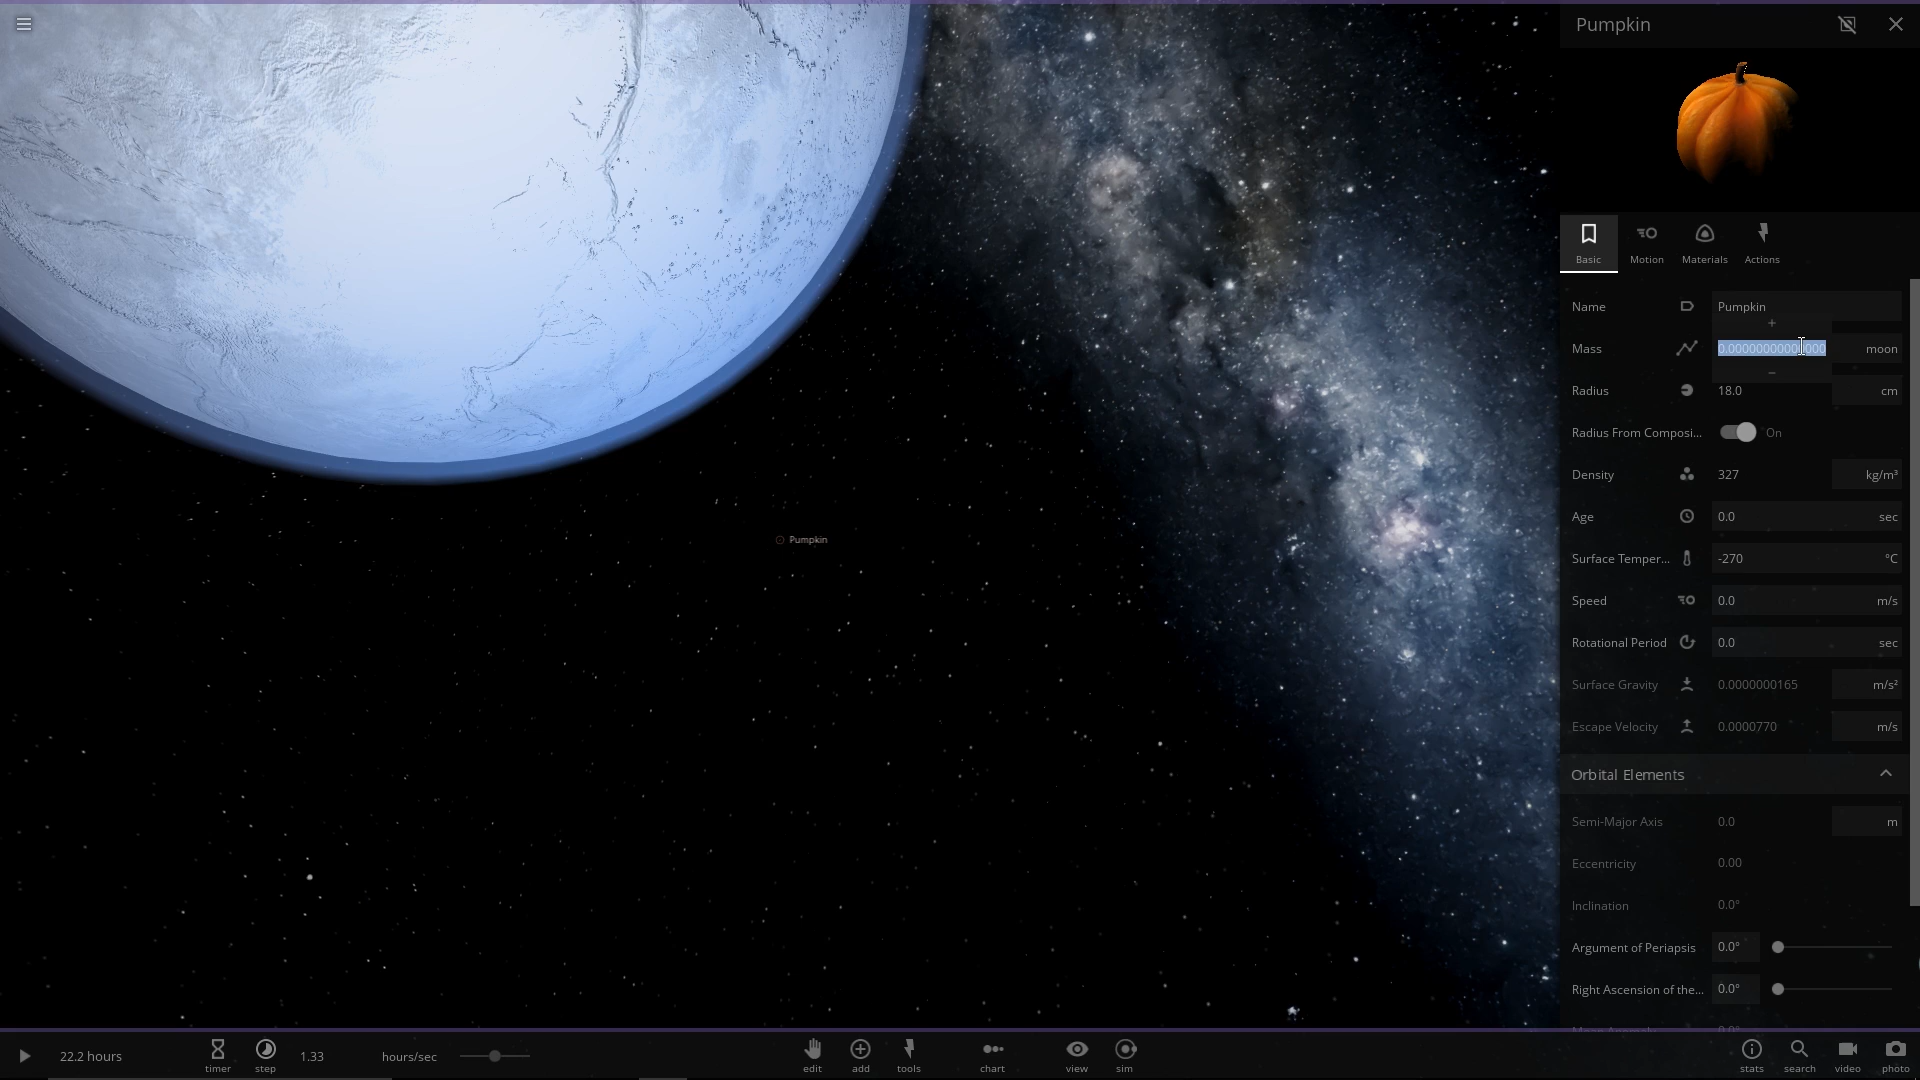 Pumpkin
Basic
Motion
Materials
Actions
Name
Pumpkin
+
Mass
moon
−
Radius
18.0
cm
Radius From Composi...
On
Density
327
kg/m³
Age
0.0
sec
Surface Temper...
-270
°C
Speed
0.0
m/s
Rotational Period
0.0
sec
Surface Gravity
0.0000000165
m/s²
Escape Velocity
0.0000770
m/s
Orbital Elements
Semi-Major Axis
0.0
m
Eccentricity
0.00
Inclination
0.0°
Argument of Periapsis
0.0°
Right Ascension of the...
0.0°
Pumpkin
22.2 hours
timer
step
1.33
hours/sec
edit
add
tools
chart
view
sim
stats
search
video
photo